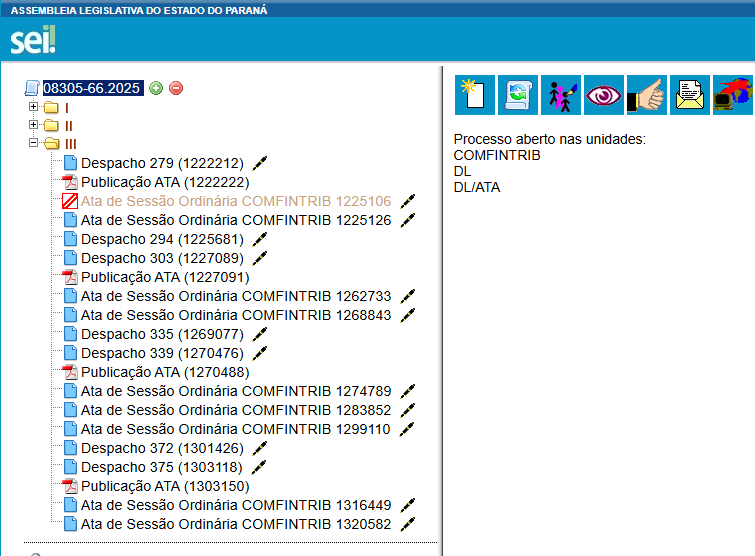 ASSEMBLEIA LEGISLATIVA DO ESTADO DO PARANÁ
sei!
08305-66.2025
I
II
III
Despacho 279 (1222212)
Publicação ATA (1222222)
Ata de Sessão Ordinária COMFINTRIB 1225106
Ata de Sessão Ordinária COMFINTRIB 1225126
Despacho 294 (1225681)
Despacho 303 (1227089)
Publicação ATA (1227091)
Ata de Sessão Ordinária COMFINTRIB 1262733
Ata de Sessão Ordinária COMFINTRIB 1268843
Despacho 335 (1269077)
Despacho 339 (1270476)
Publicação ATA (1270488)
Ata de Sessão Ordinária COMFINTRIB 1274789
Ata de Sessão Ordinária COMFINTRIB 1283852
Ata de Sessão Ordinária COMFINTRIB 1299110
Despacho 372 (1301426)
Despacho 375 (1303118)
Publicação ATA (1303150)
Ata de Sessão Ordinária COMFINTRIB 1316449
Ata de Sessão Ordinária COMFINTRIB 1320582
Processo aberto nas unidades:
COMFINTRIB
DL
DL/ATA